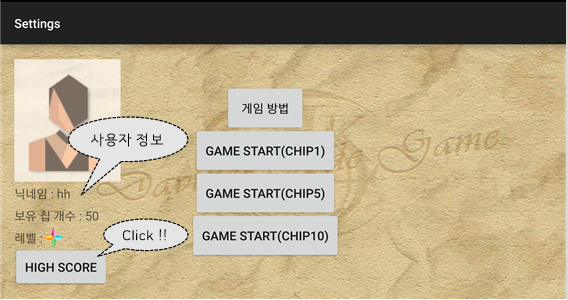 Settings
사용자 정보
닉네임 : hh
보유 칩 개수 : 50
레벨 :
Click !!
HIGH SCORE
게임 방법
GAME START(CHIP1)
GAME START(CHIP5)
GAME START(CHIP10)
Game